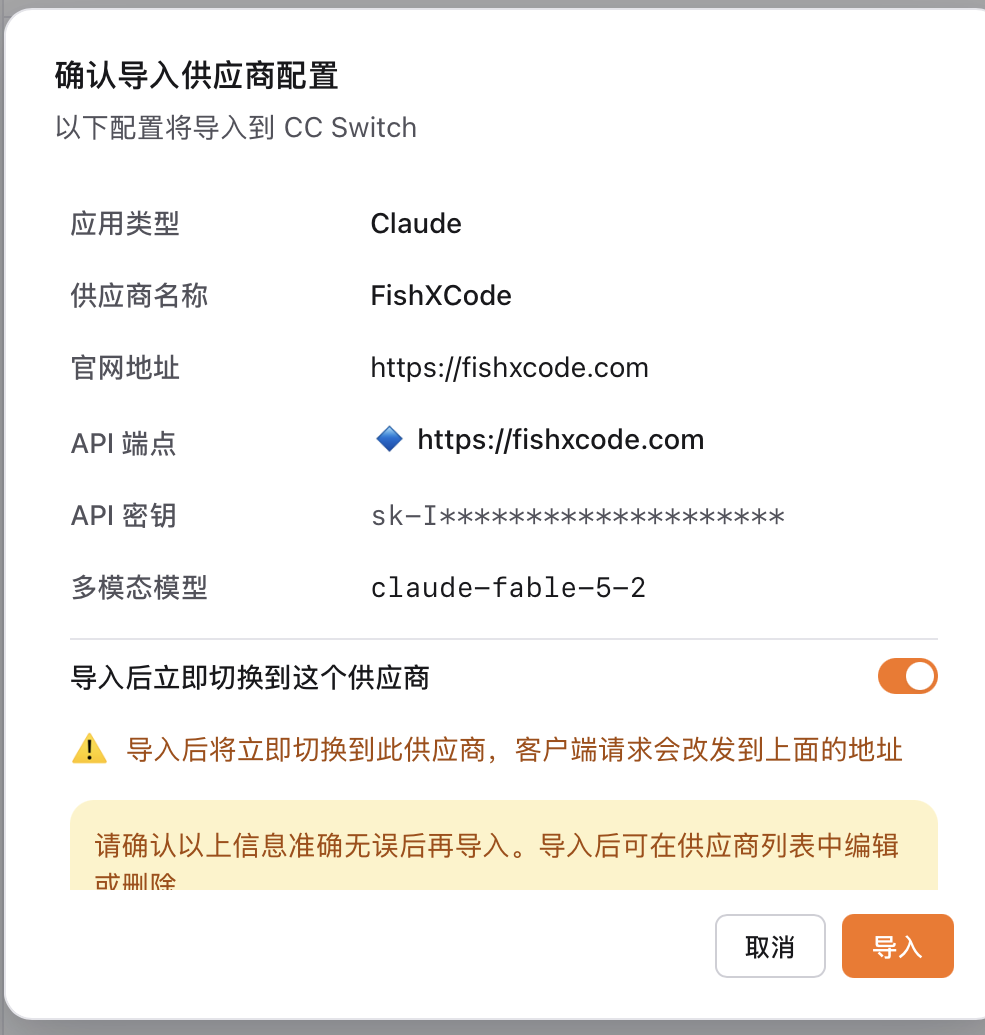 确认导入供应商配置
以下配置将导入到 CC Switch
应用类型 Claude
供应商名称 FishXCode
官网地址 https://fishxcode.com
API 端点 🔷 https://fishxcode.com
API 密钥 sk-I********************
多模态模型 claude-fable-5-2
导入后立即切换到这个供应商
⚠️ 导入后将立即切换到此供应商，客户端请求会改发到上面的地址
请确认以上信息准确无误后再导入。导入后可在供应商列表中编辑
或删除
取消 导入